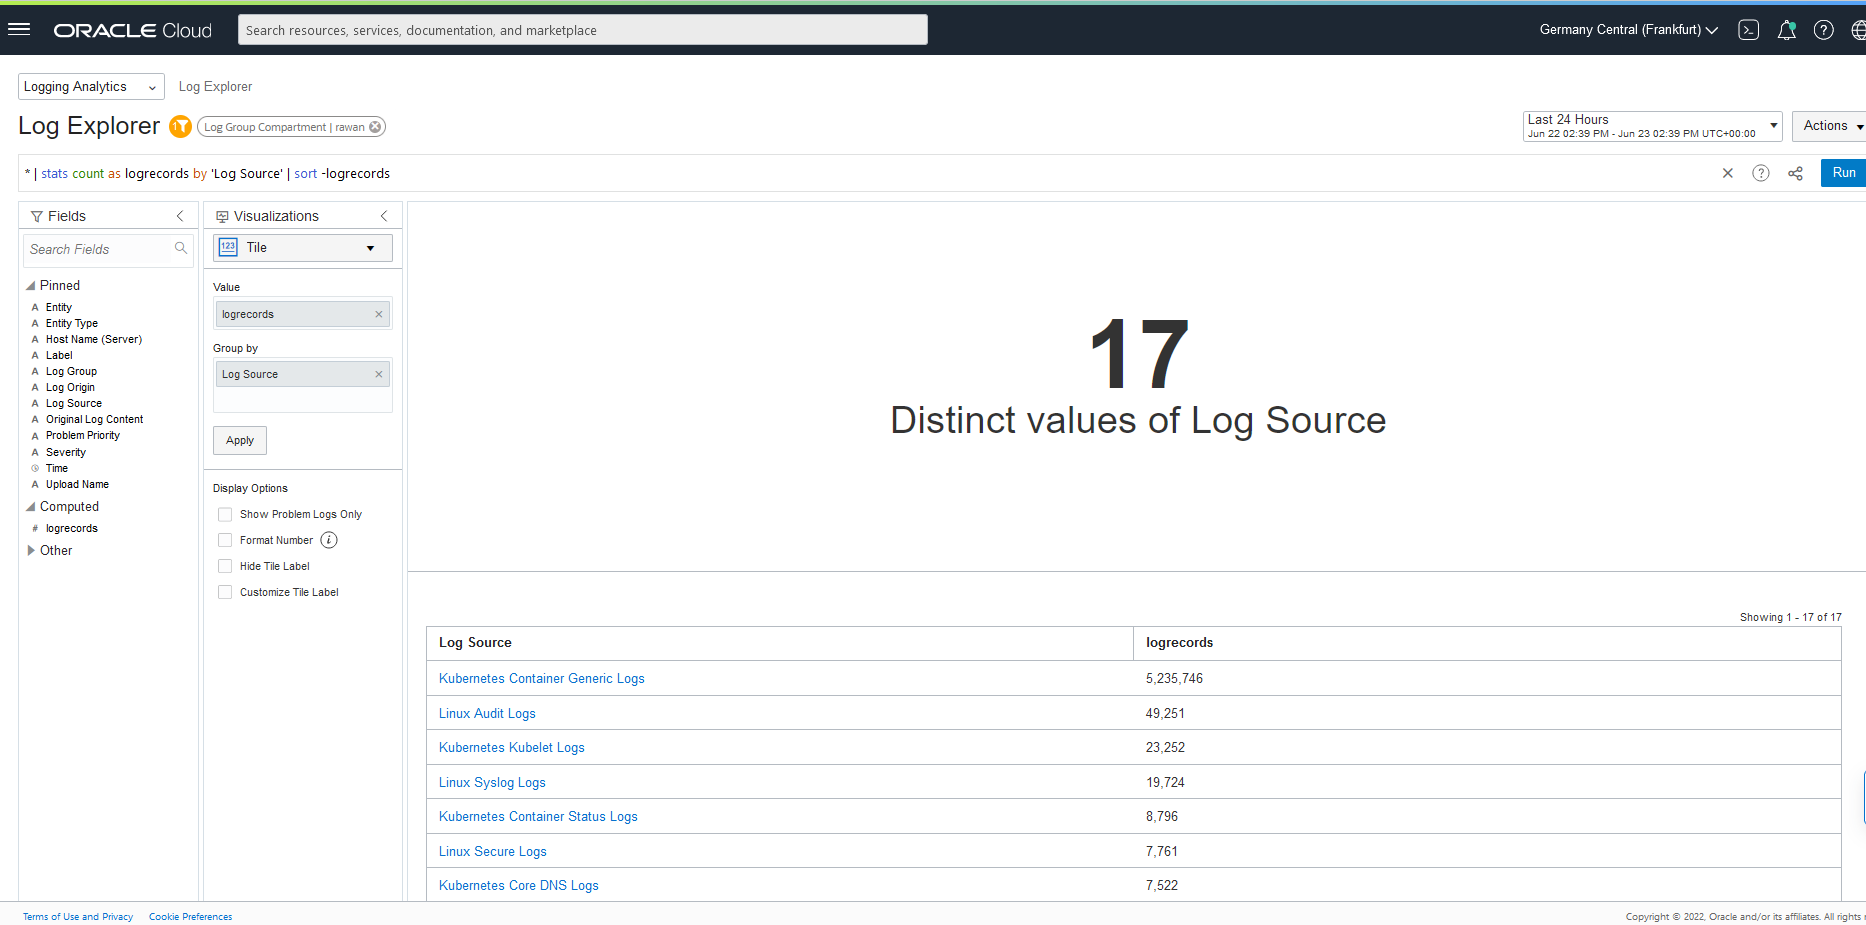 ORACLE Cloud
Search resources, services, documentation, and marketplace
Germany Central (Frankfurt)
Logging Analytics
Log Explorer
Log Explorer
1
Log Group Compartment | rawan
Last 24 Hours
Jun 22 02:39 PM - Jun 23 02:39 PM UTC+00:00
Actions
* | stats count as logrecords by 'Log Source' | sort -logrecords
Run
Fields
Search Fields
Pinned
A Entity
A Entity Type
A Host Name (Server)
A Label
A Log Group
A Log Origin
A Log Source
A Original Log Content
A Problem Priority
A Severity
Time
A Upload Name
Computed
# logrecords
Other
Visualizations
123 Tile
Value
logrecords
Group by
Log Source
Apply
Display Options
Show Problem Logs Only
Format Number i
Hide Tile Label
Customize Tile Label
17
Distinct values of Log Source
Showing 1 - 17 of 17
Log Source logrecords
Kubernetes Container Generic Logs 5,235,746
Linux Audit Logs 49,251
Kubernetes Kubelet Logs 23,252
Linux Syslog Logs 19,724
Kubernetes Container Status Logs 8,796
Linux Secure Logs 7,761
Kubernetes Core DNS Logs 7,522
Terms of Use and Privacy
Cookie Preferences
Copyright © 2022, Oracle and/or its affiliates. All rights